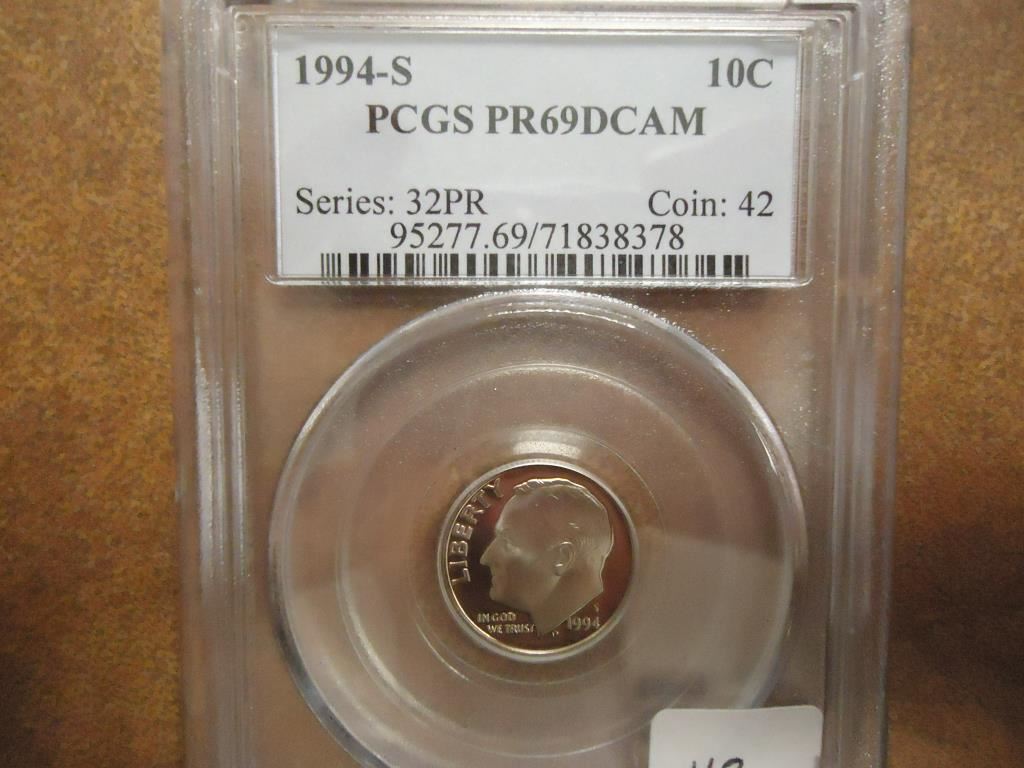 1994-S 10C
PCGS PR69DCAM
Series: 32PR Coin: 42
95277.69/71838378
LIBERTY
IN GOD
WE TRUST
S
1994